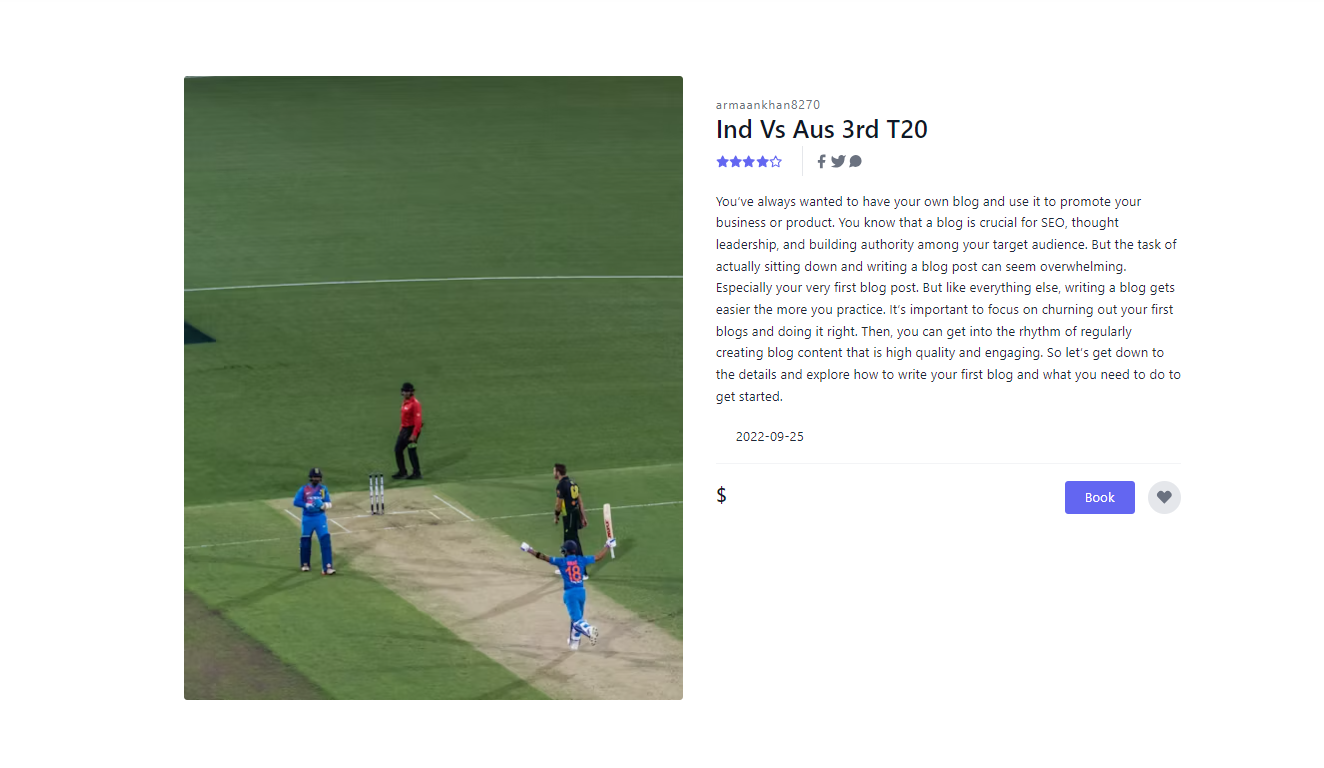 armaankhan8270
Ind Vs Aus 3rd T20
You've always wanted to have your own blog and use it to promote your
business or product. You know that a blog is crucial for SEO, thought
leadership, and building authority among your target audience. But the task of
actually sitting down and writing a blog post can seem overwhelming.
Especially your very first blog post. But like everything else, writing a blog gets
easier the more you practice. It's important to focus on churning out your first
blogs and doing it right. Then, you can get into the rhythm of regularly
creating blog content that is high quality and engaging. So let's get down to
the details and explore how to write your first blog and what you need to do to
get started.
2022-09-25
$
Book
18